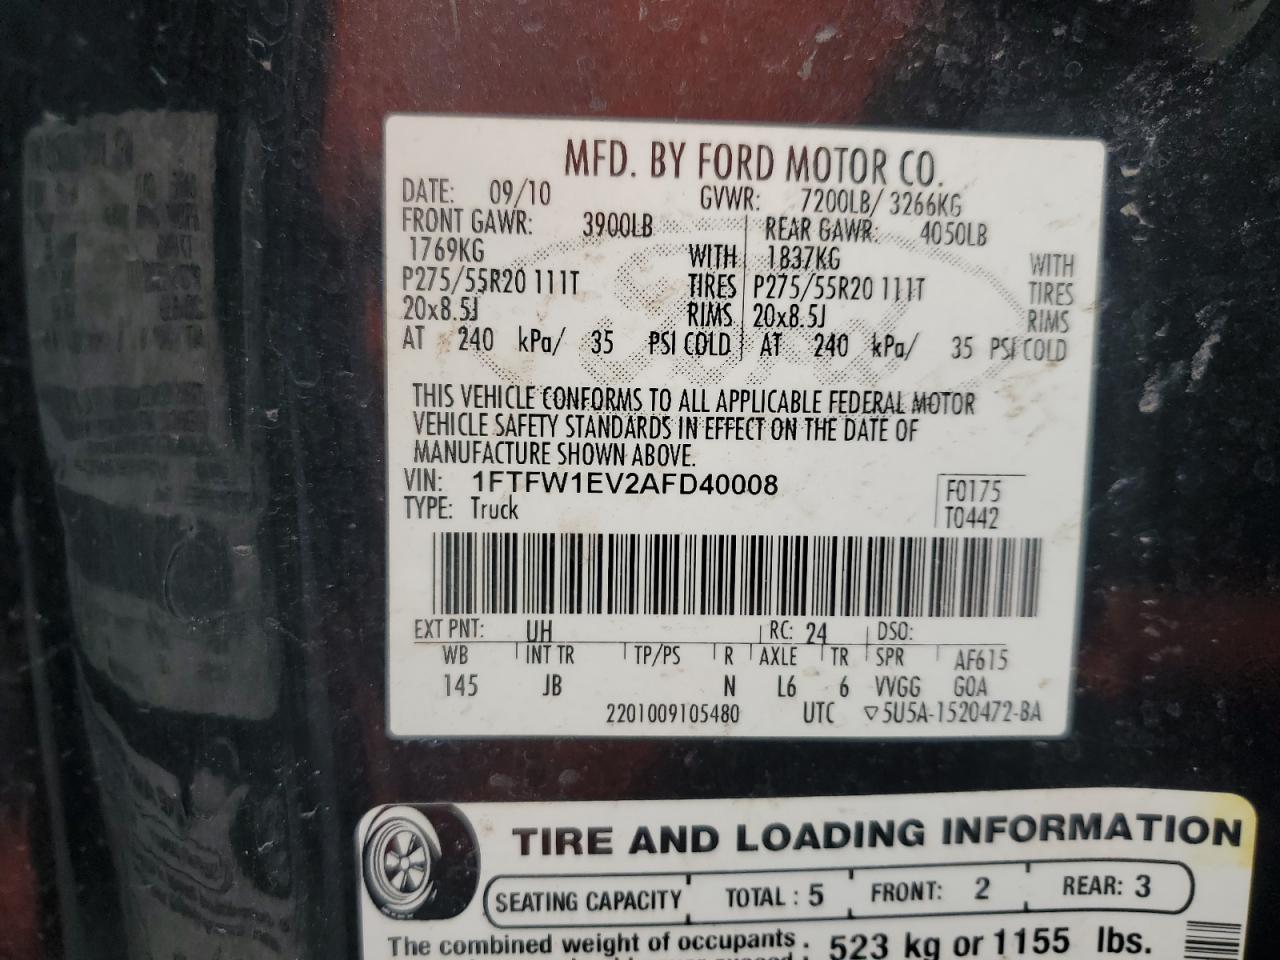 MFD. BY FORD MOTOR CO.
DATE: 09/10 GVWR: 7200LB/ 3266KG
FRONT GAWR: 3900LB REAR GAWR: 4050LB
1769KG WITH 1837KG WITH
P275/55R20 111T TIRES P275/55R20 111T TIRES
20x8.5J RIMS 20x8.5J RIMS
AT 240 kPa/ 35 PSI COLD AT 240 kPa/ 35 PSI COLD
THIS VEHICLE CONFORMS TO ALL APPLICABLE FEDERAL MOTOR
VEHICLE SAFETY STANDARDS IN EFFECT ON THE DATE OF
MANUFACTURE SHOWN ABOVE.
VIN: 1FTFW1EV2AFD40008
TYPE: Truck
F0175
T0442
EXT PNT: UH RC: 24 DSO:
WB INT TR TP/PS R AXLE TR SPR AF615
145 JB N L6 6 VVGG GOA
2201009105480 UTC ▽5U5A-1520472-BA
TIRE AND LOADING INFORMATION
SEATING CAPACITY TOTAL : 5 FRONT: 2 REAR: 3
The combined weight of occupants . 523 kg or 1155 lbs.